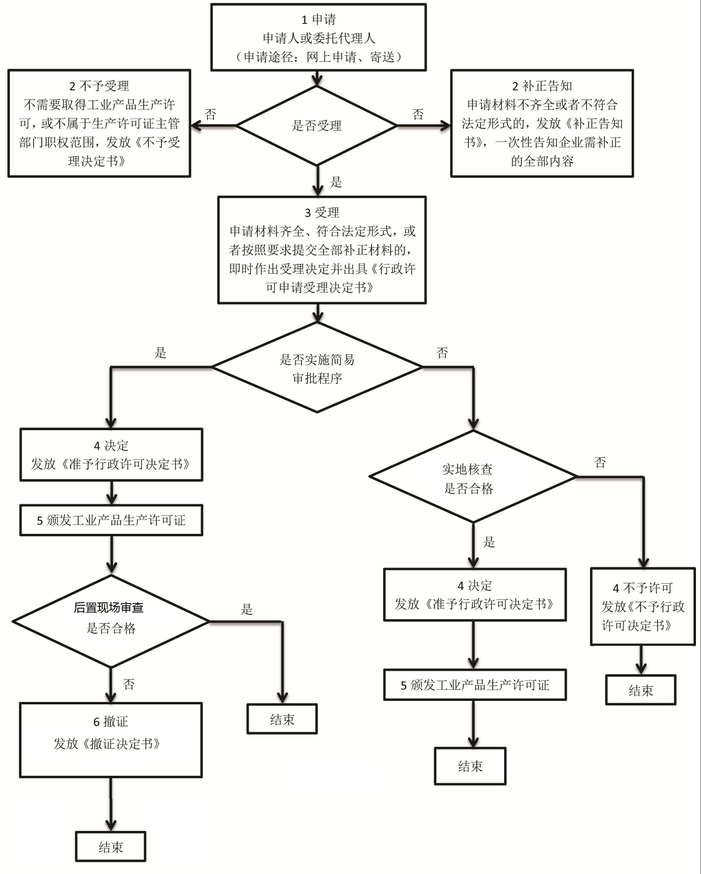 1 申请
申请人或委托代理人
（申请途径：网上申请、寄送）
2 不予受理
不需要取得工业产品生产许
可，或不属于生产许可证主管
部门职权范围，发放《不予受
理决定书》
否
是否受理
否
2 补正告知
申请材料不齐全或者不符合
法定形式的，发放《补正告知
书》，一次性告知企业需补正
的全部内容
是
3 受理
申请材料齐全、符合法定形式，或
者按照要求提交全部补正材料的，
即时作出受理决定并出具《行政许
可申请受理决定书》
是
是否实施简易
审批程序
否
4 决定
发放《准予行政许可决定书》
5 颁发工业产品生产许可证
后置现场审查
是否合格
是
否
6 撤证
发放《撤证决定书》
结束
结束
实地核查
是否合格
否
是
4 决定
发放《准予行政许可决定书》
5 颁发工业产品生产许可证
结束
4 不予许可
发放《不予行政
许可决定书》
结束